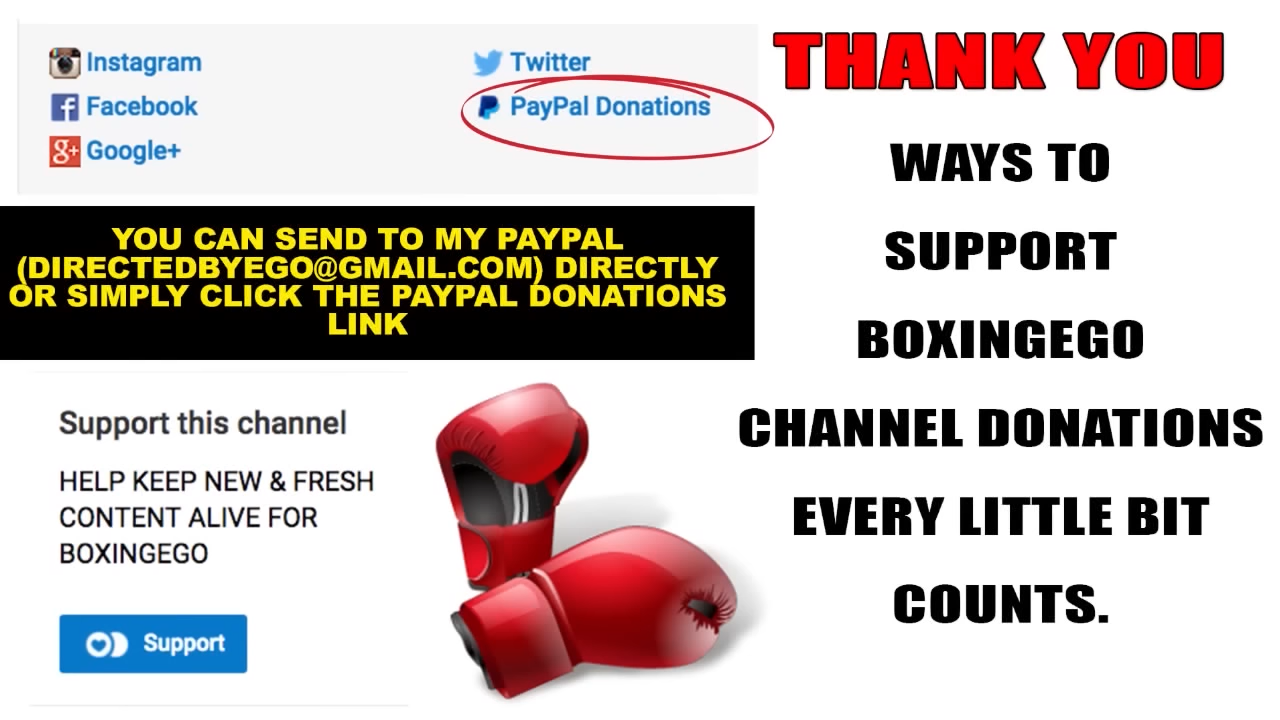 Instagram
Twitter
Facebook
PayPal Donations
Google+
YOU CAN SEND TO MY PAYPAL
(DIRECTEDBYEGO@GMAIL.COM) DIRECTLY
OR SIMPLY CLICK THE PAYPAL DONATIONS
LINK
Support this channel
HELP KEEP NEW & FRESH
CONTENT ALIVE FOR
BOXINGEGO
Support
THANK YOU
WAYS TO
SUPPORT
BOXINGEGO
CHANNEL DONATIONS
EVERY LITTLE BIT
COUNTS.